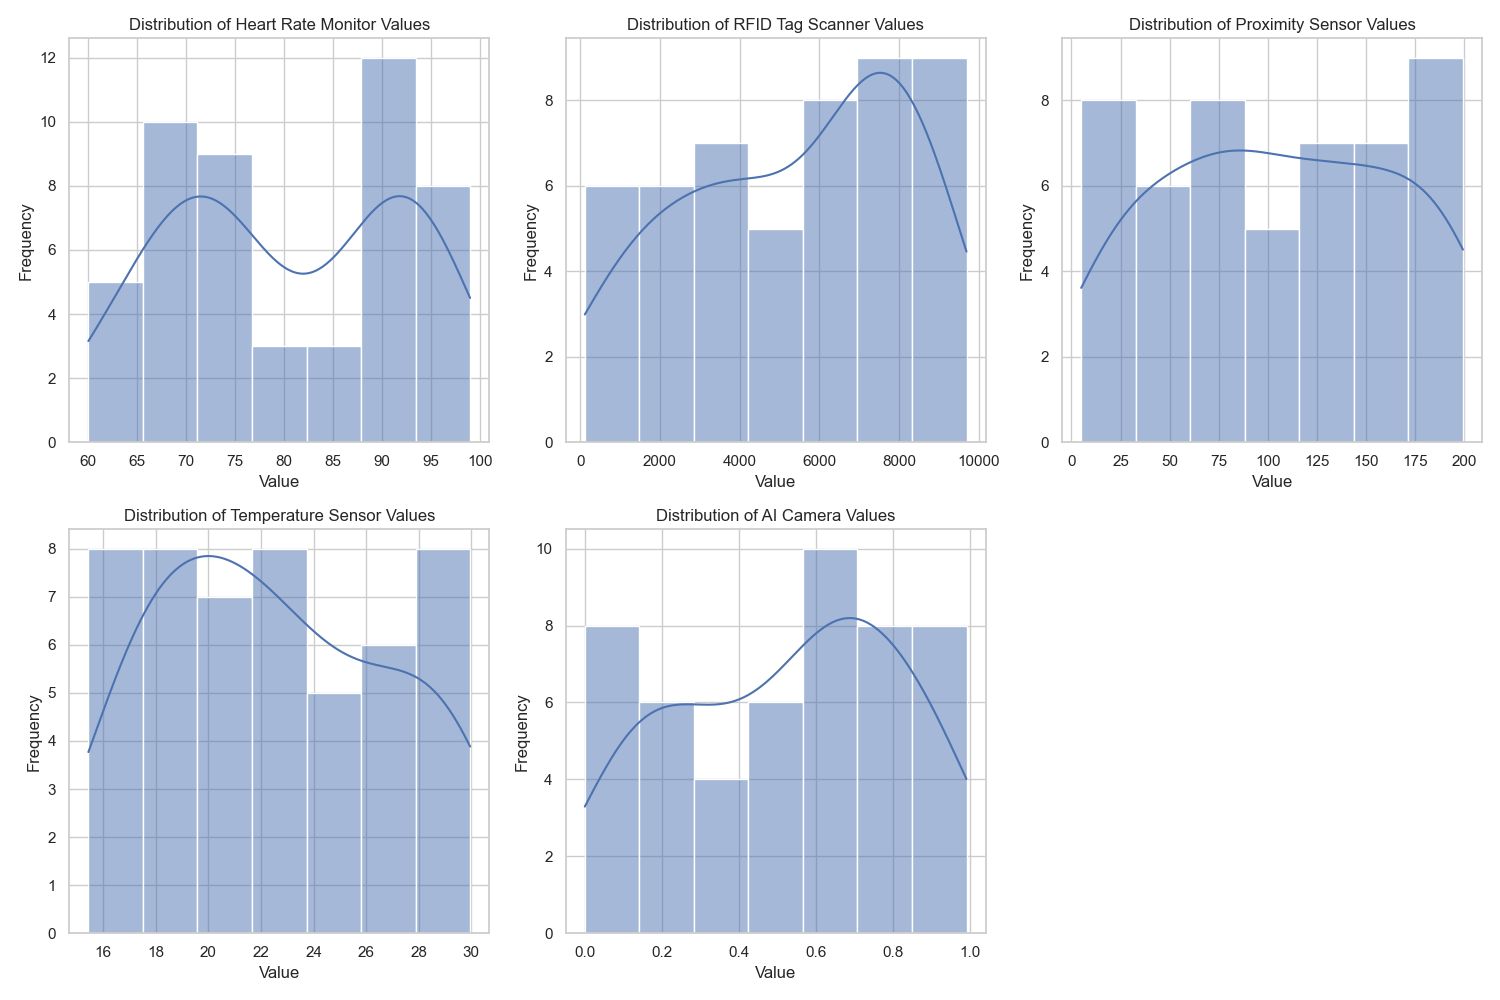 Distribution of Heart Rate Monitor Values
12
10
8
6
4
2
0
Frequency
60 65 70 75 80 85 90 95 100
Value
Distribution of RFID Tag Scanner Values
8
6
4
2
0
Frequency
0 2000 4000 6000 8000 10000
Value
Distribution of Proximity Sensor Values
8
6
4
2
0
Frequency
0 25 50 75 100 125 150 175 200
Value
Distribution of Temperature Sensor Values
8
7
6
5
4
3
2
1
0
Frequency
16 18 20 22 24 26 28 30
Value
Distribution of AI Camera Values
10
8
6
4
2
0
Frequency
0.0 0.2 0.4 0.6 0.8 1.0
Value